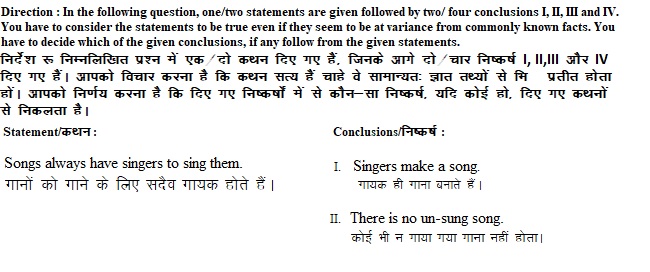 Direction : In the following question, one/two statements are given followed by two/ four conclusions I, II, III and IV.
You have to consider the statements to be true even if they seem to be at variance from commonly known facts. You
have to decide which of the given conclusions, if any follow from the given statements.
निर्देश रू निम्नलिखित प्रश्न में एक/दो कथन दिए गए हैं, जिनके आगे दो/चार निष्कर्ष I, II,III और IV
दिए गए हैं। आपको विचार करना है कि कथन सत्य हैं चाहे वे सामान्यतः ज्ञात तथ्यों से मि प्रतीत होता
हों। आपको निर्णय करना है कि दिए गए निष्कर्षों में से कौन–सा निष्कर्ष, यदि कोई हो, दिए गए कथनों
से निकलता है।
Statement/कथन :
Conclusions/निष्कर्ष :
Songs always have singers to sing them.
गानों को गाने के लिए सदैव गायक होते हैं।
I. Singers make a song.
गायक ही गाना बनाते हैं।
II. There is no un-sung song.
कोई भी न गाया गया गाना नहीं होता।